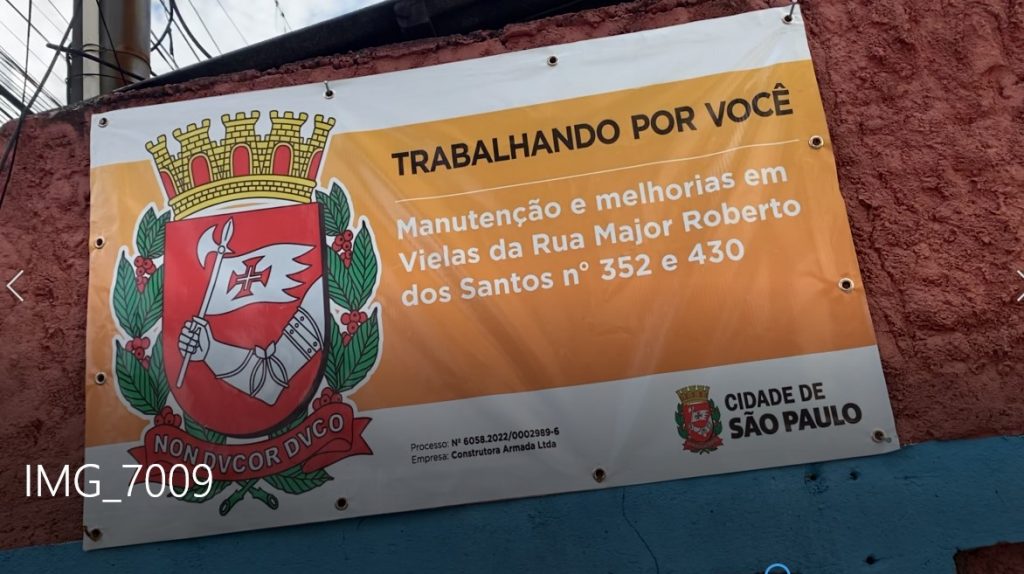 TRABALHANDO POR VOCÊ
Manutenção e melhorias em
Vielas da Rua Major Roberto
dos Santos n° 352 e 430
NON DVCOR DVCO
Processo: Nº 6058.2022/0002989-6
Empresa: Construtora Armada Ltda
CIDADE DE
SÃO PAULO
IMG_7009